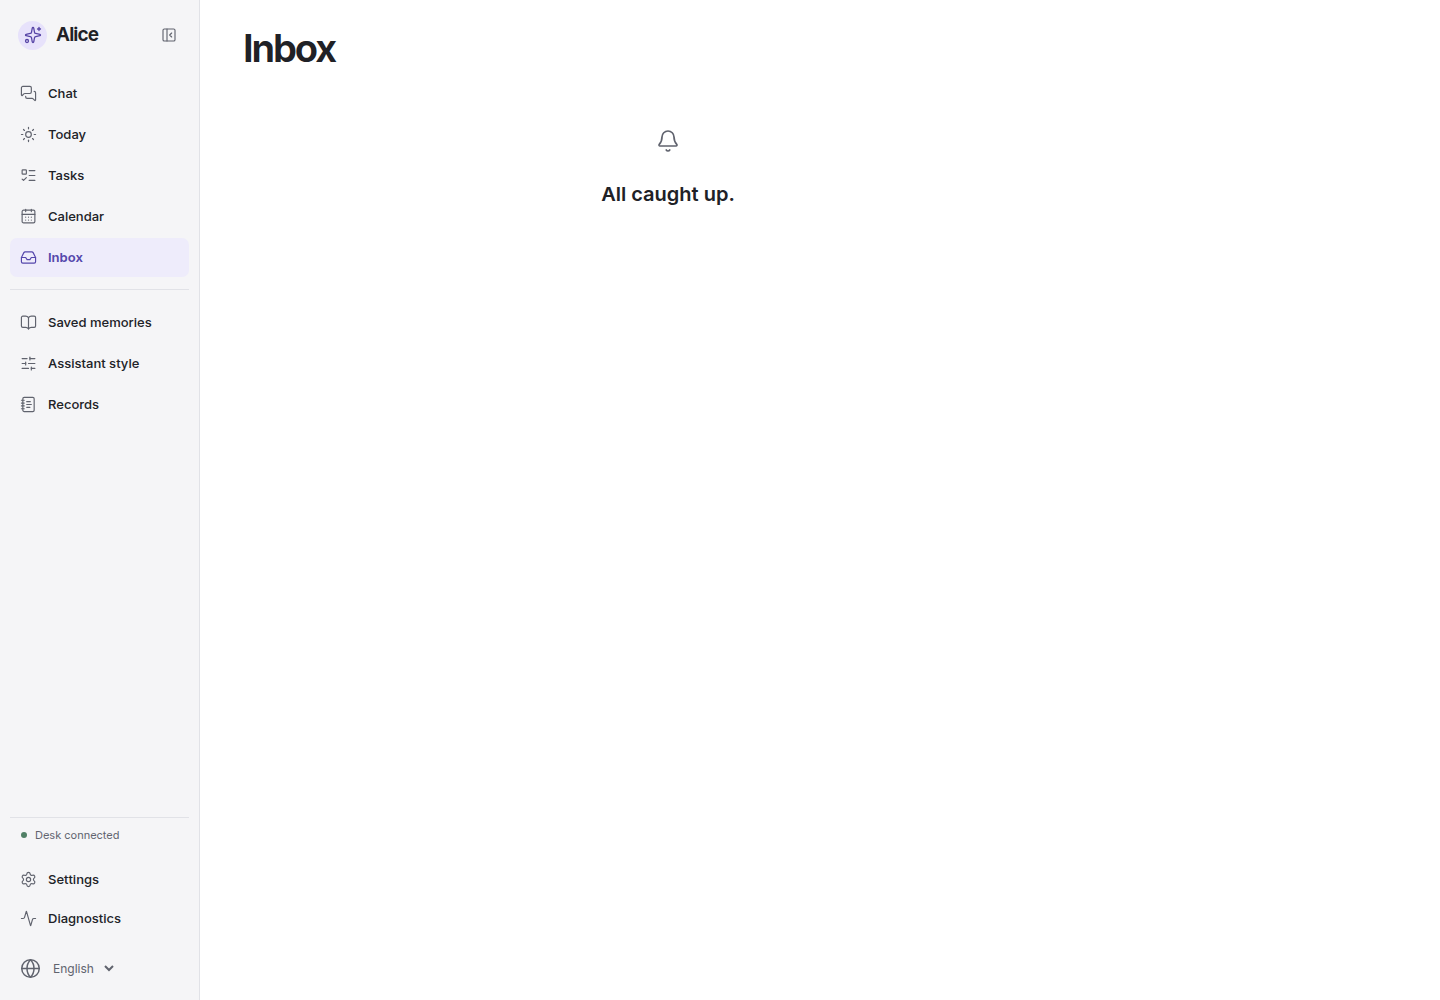 Alice
Chat
Today
Tasks
Calendar
Inbox
Saved memories
Assistant style
Records
Desk connected
Settings
Diagnostics
English
Inbox
All caught up.